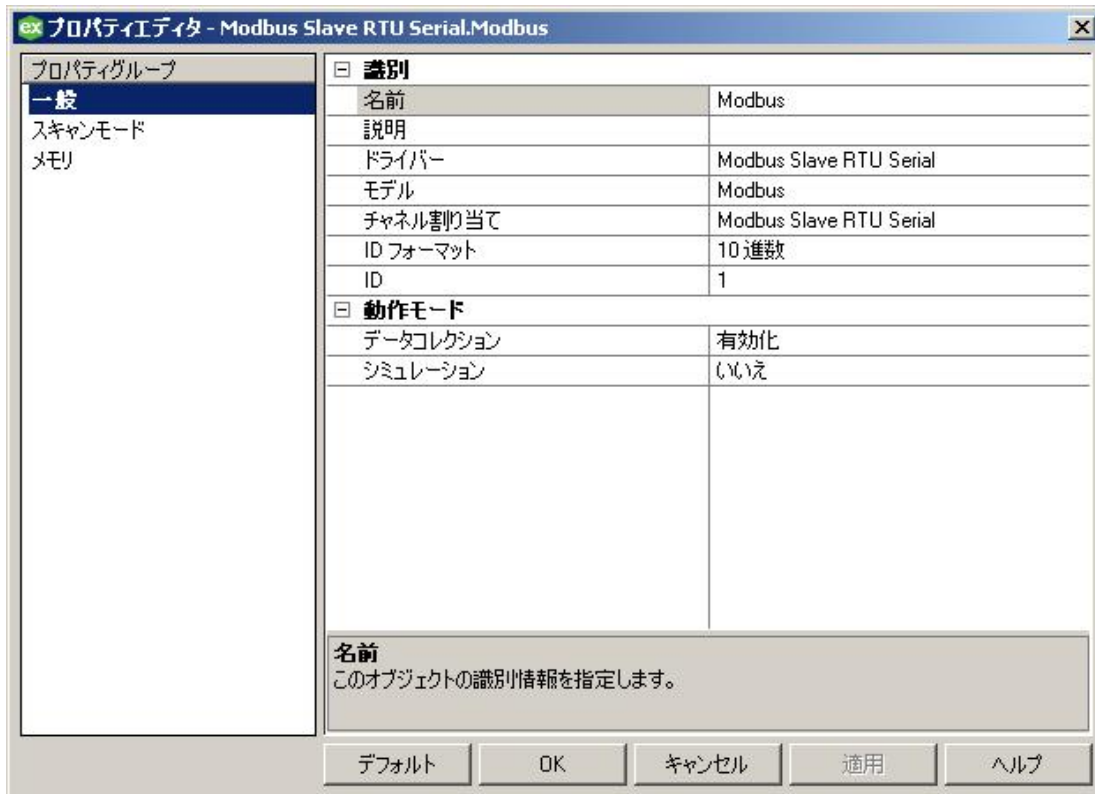 ex プロパティエディタ - Modbus Slave RTU Serial.Modbus
プロパティグループ
一般
スキャンモード
メモリ
識別
名前 Modbus
説明
ドライバー Modbus Slave RTU Serial
モデル Modbus
チャネル割り当て Modbus Slave RTU Serial
ID フォーマット 10 進数
ID 1
動作モード
データコレクション 有効化
シミュレーション いいえ
名前
このオブジェクトの識別情報を指定します。
デフォルト OK キャンセル 適用 ヘルプ